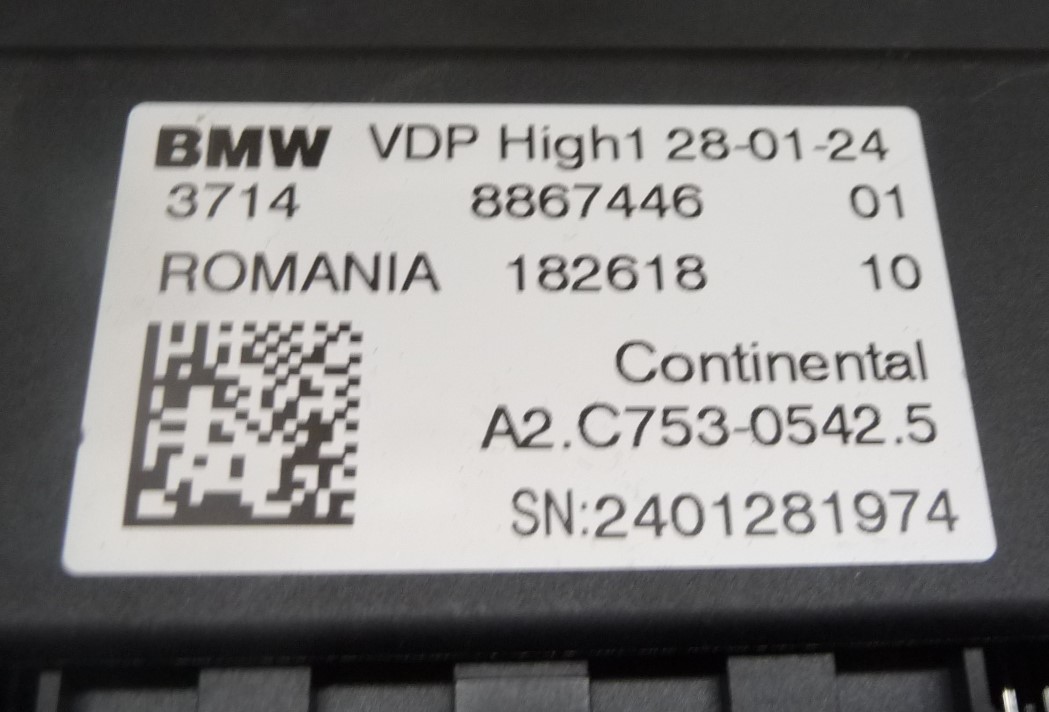 BMW VDP High1 28-01-24
3714 8867446 01
ROMANIA 182618 10
Continental
A2.C753-0542.5
SN:2401281974